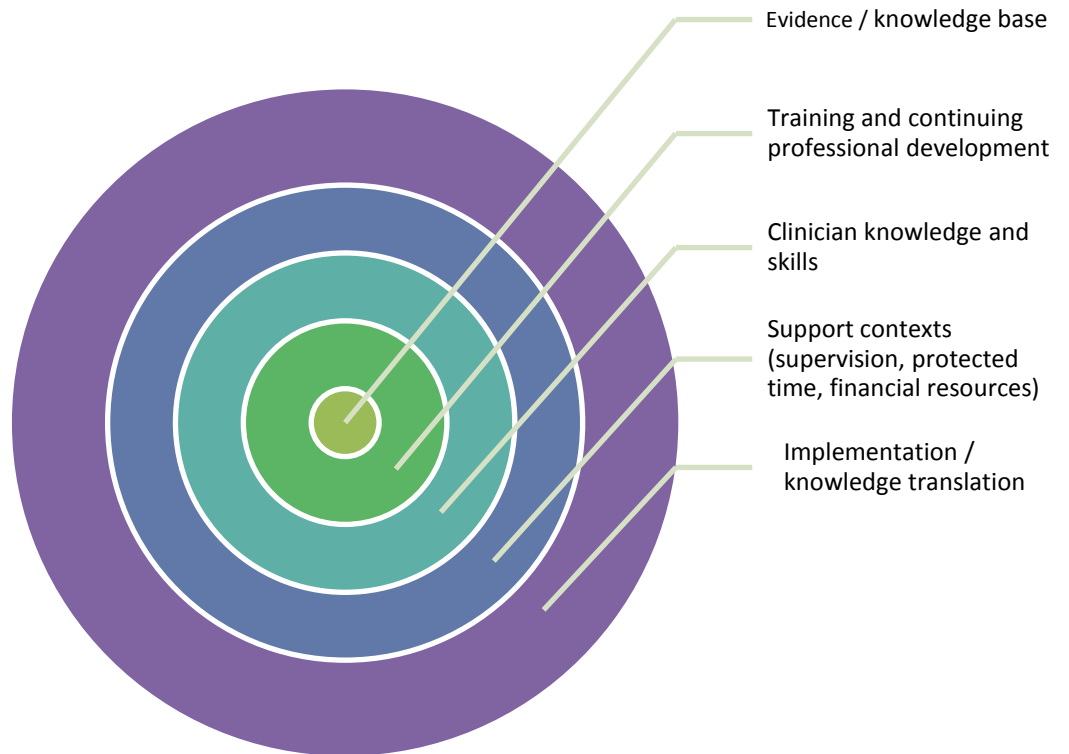 Evidence / knowledge base
Training and continuing
professional development
Clinician knowledge and
skills
Support contexts
(supervision, protected
time, financial resources)
Implementation /
knowledge translation